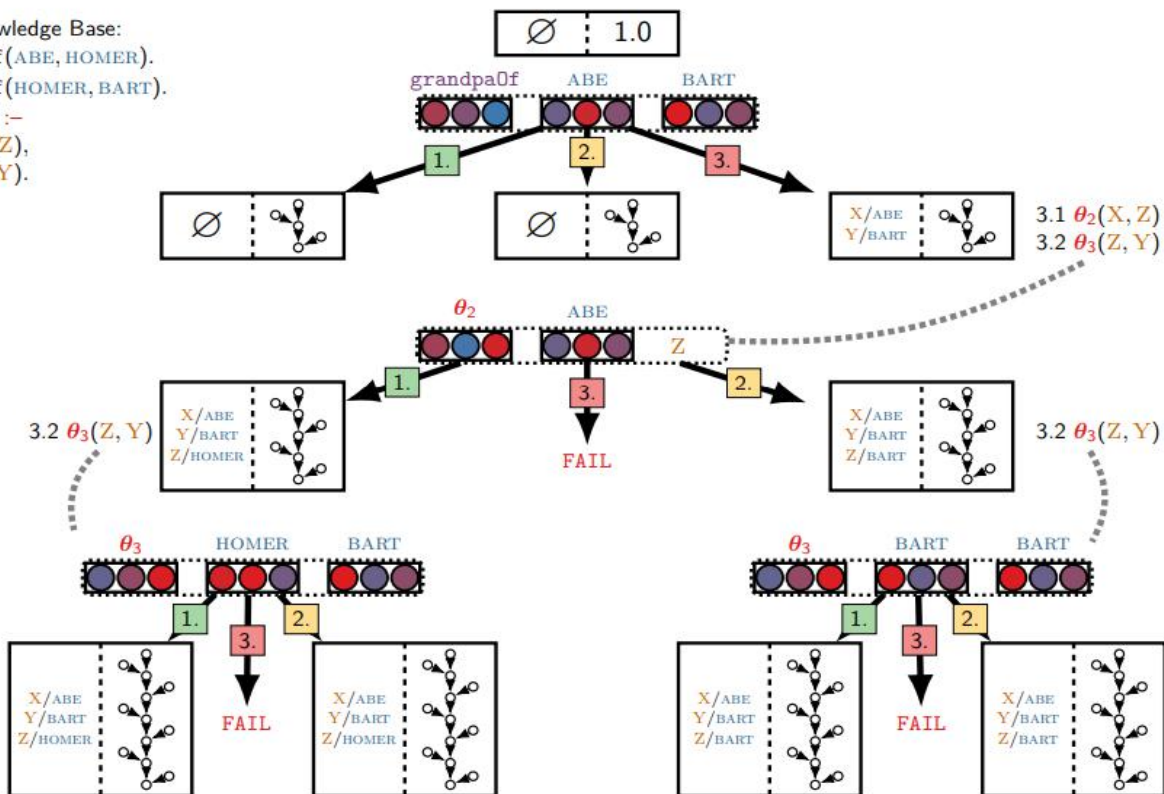 wledge Base:
f(ABE, HOMER).
f(HOMER, BART).
:–
Z),
Y).
∅ 1.0
grandpaOf ABE BART
1. 2. 3.
∅
∅
X/ABE
Y/BART
3.1 θ2(X, Z)
3.2 θ3(Z, Y)
θ2 ABE
Z
1. 3. 2.
3.2 θ3(Z, Y)
X/ABE
Y/BART
Z/HOMER
FAIL
X/ABE
Y/BART
Z/BART
3.2 θ3(Z, Y)
θ3 HOMER BART
1. 3. 2.
X/ABE
Y/BART
Z/HOMER
FAIL
X/ABE
Y/BART
Z/HOMER
θ3 BART BART
1. 3. 2.
X/ABE
Y/BART
Z/BART
FAIL
X/ABE
Y/BART
Z/BART